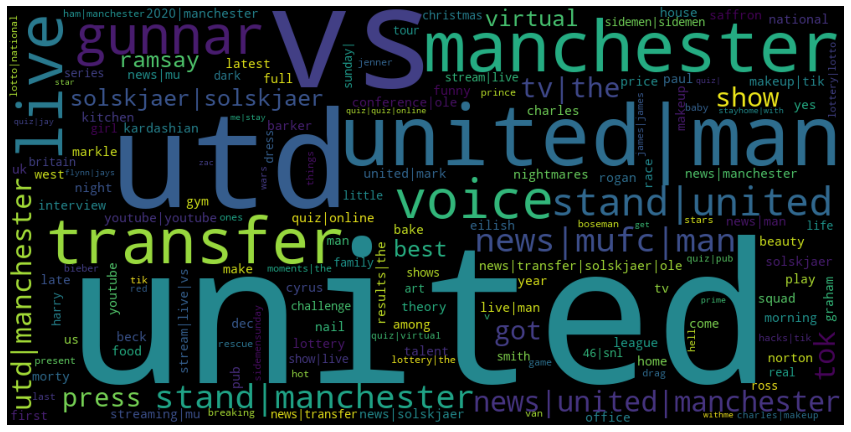 ham|manchester 2020|manchester
christmas
sidemen|sidemen
house
saffron
lotto|national
gunnar
vs
tour
virtual
national
live
manchester
lottery|lotto
news|mu
latest
ramsay
sunday|
jenner
stream|live
price
paul
makeup|tik
series
dark
full
funny
prince
tv|the
makeup
quiz|
star
solskjaer|solskjaer
conference|ole
charles
show
yes
quiz|jay
kitchen
me|stay
quiz|quiz|online
baby
stayhome|with
girl
kardashian
utd
barker
united|man
james|james
britain
zac
dress
race
uk
flynn|jays
markle
wars
things
united|mark
nightmares
rogan
news|manchester
west
night
gym
little
voice
stand|united
interview
youtube|youtube
ones
quiz|online
boseman
get
stars
news|man
life
utd|manchester
transfer
man
bake
eilish
news|mufc|man
beauty
bieber
moments|the
family
best
solskjaer
late
make
results|the
shows
quiz|pub
youtube
tik
cyrus
art
news|transfer|solskjaer|ole
play
harry
red
united
challenge
theory
year
tv
squad
graham
stream|live|vs
nail
among
v
live|man
prime
morning
us
beck
dec
lottery
quiz|virtual
got
league
come
hell
hacks|tik
tok
present
food
rescue
sidemensunday
show|live
talent
smith
46|snl
home
real
norton
morty
pub
hot
lottery|the
game
drag
ross
last
press
stand|manchester
news|united|manchester
first
streaming|mu
breaking
news|transfer
news|solskjaer
van
office
withme
charles|makeup